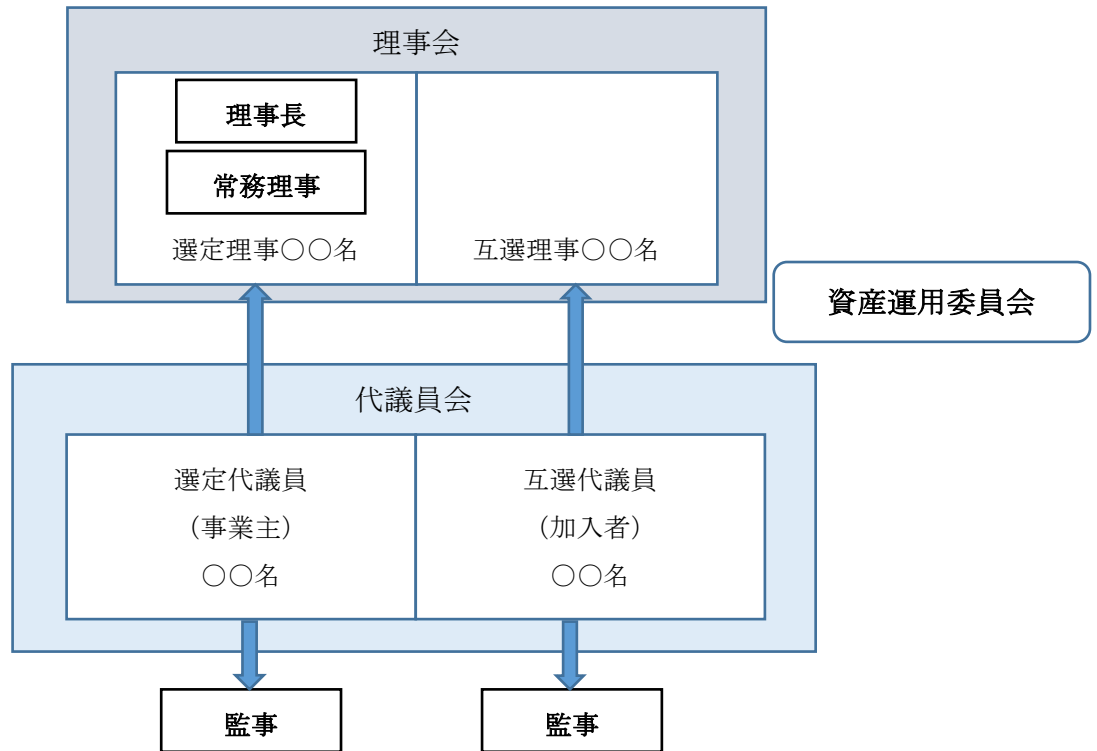 理事会
理事長
常務理事
選定理事〇〇名
互選理事〇〇名
資産運用委員会
代議員会
選定代議員
（事業主）
〇〇名
互選代議員
（加入者）
〇〇名
監事
監事